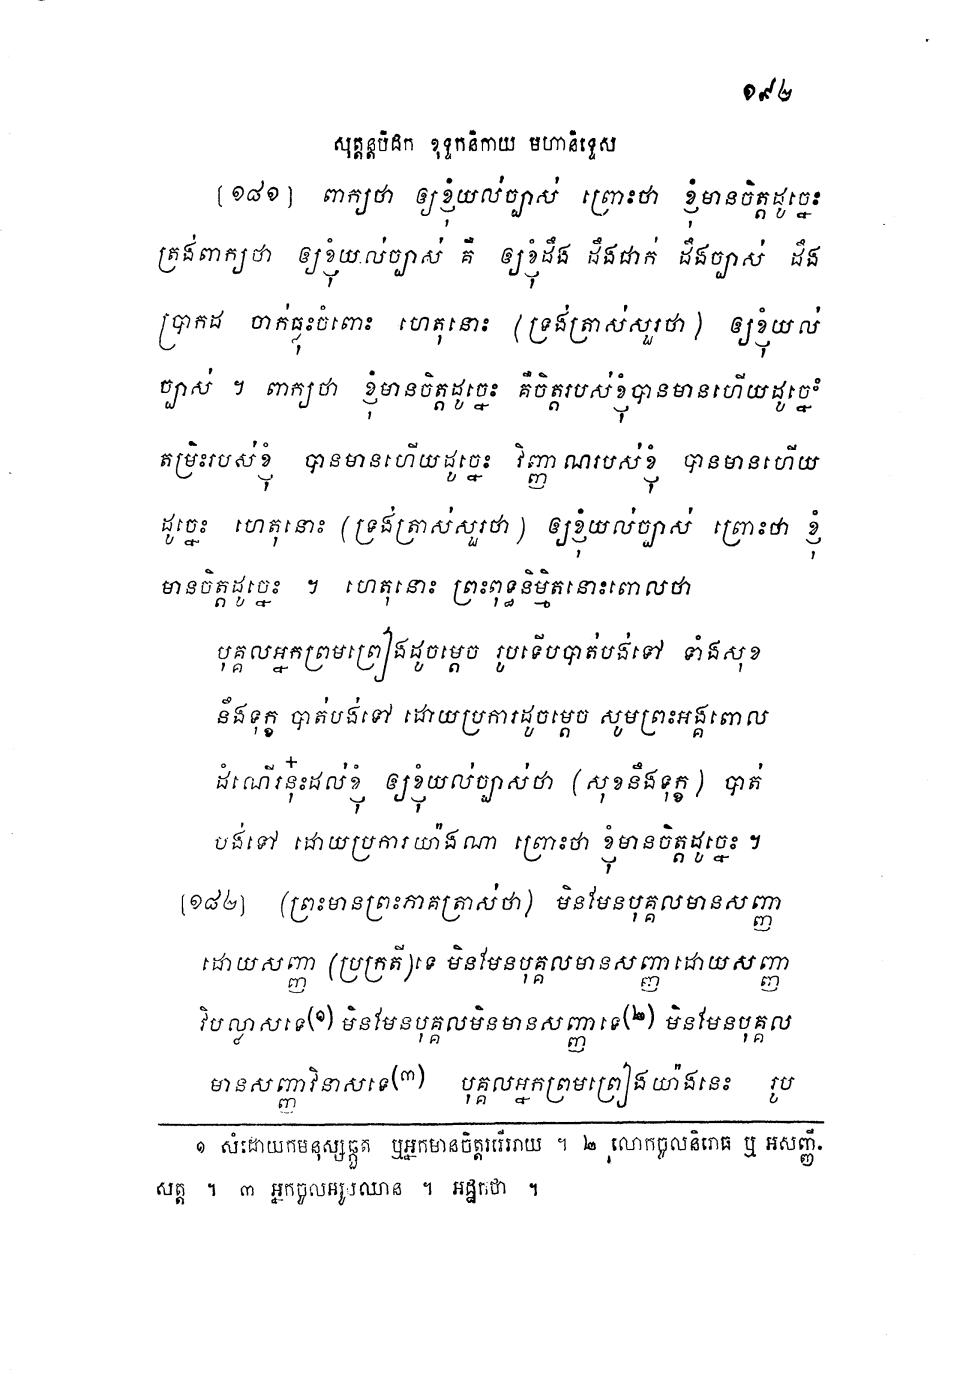 ១៩២
សុត្តន្តបិដក ខុទ្ទកនិកាយ មហានិទ្ទេស
(១៨១) ពាក្យថា ឲ្យខ្ញុំយល់ច្បាស់ ព្រោះថា ខ្ញុំមានចិត្តដូច្នេះ
ត្រង់ពាក្យថា ឲ្យខ្ញុំយល់ច្បាស់ គឺ ឲ្យខ្ញុំដឹង ដឹងជាក់ ដឹងច្បាស់ ដឹង
ប្រាកដ ចាក់ធ្លុះចំពោះ ហេតុនោះ (ទ្រង់ត្រាស់សួរថា) ឲ្យខ្ញុំយល់
ច្បាស់ ។ ពាក្យថា ខ្ញុំមានចិត្តដូច្នេះ គឺចិត្តរបស់ខ្ញុំបានមានហើយដូច្នេះ
តម្រិះរបស់ខ្ញុំ បានមានហើយដូច្នេះ វិញ្ញាណរបស់ខ្ញុំ បានមានហើយ
ដូច្នេះ ហេតុនោះ (ទ្រង់ត្រាស់សួរថា) ឲ្យខ្ញុំយល់ច្បាស់ ព្រោះថា ខ្ញុំ
មានចិត្តដូច្នេះ ។ ហេតុនោះ ព្រះពុទ្ធនិម្មិតនោះពោលថា
បុគ្គលអ្នកព្រមព្រៀងដូចម្តេច រូបទើបបាត់បង់ទៅ ទាំងសុខ
នឹងទុក្ខ បាត់បង់ទៅ ដោយប្រការដូចម្តេច សូមព្រះអង្គពោល
ដំណើរនុ៎ះដល់ខ្ញុំ ឲ្យខ្ញុំយល់ច្បាស់ថា (សុខនឹងទុក្ខ) បាត់
បង់ទៅ ដោយប្រការយ៉ាងណា ព្រោះថា ខ្ញុំមានចិត្តដូច្នេះ ។
(១៨២) (ព្រះមានព្រះភាគត្រាស់ថា) មិនមែនបុគ្គលមានសញ្ញា
ដោយសញ្ញា (ប្រក្រតី) ទេ មិនមែនបុគ្គលមានសញ្ញាដោយសញ្ញា
វិបល្លាសទេ(១) មិនមែនបុគ្គលមិនមានសញ្ញាទេ(២) មិនមែនបុគ្គល
មានសញ្ញាវិនាសទេ(៣) បុគ្គលអ្នកព្រមព្រៀងយ៉ាងនេះ រូប
១ សំដោយកមនុស្សឆ្កួត ឬអ្នកមានចិត្តរវើរវាយ ។ ២ លោកចូលនិរោធ ឬ អសញ្ញី-
សត្ត ។ ៣ អ្នកចូលអរូបឈាន ។ អដ្ឋកថា ។